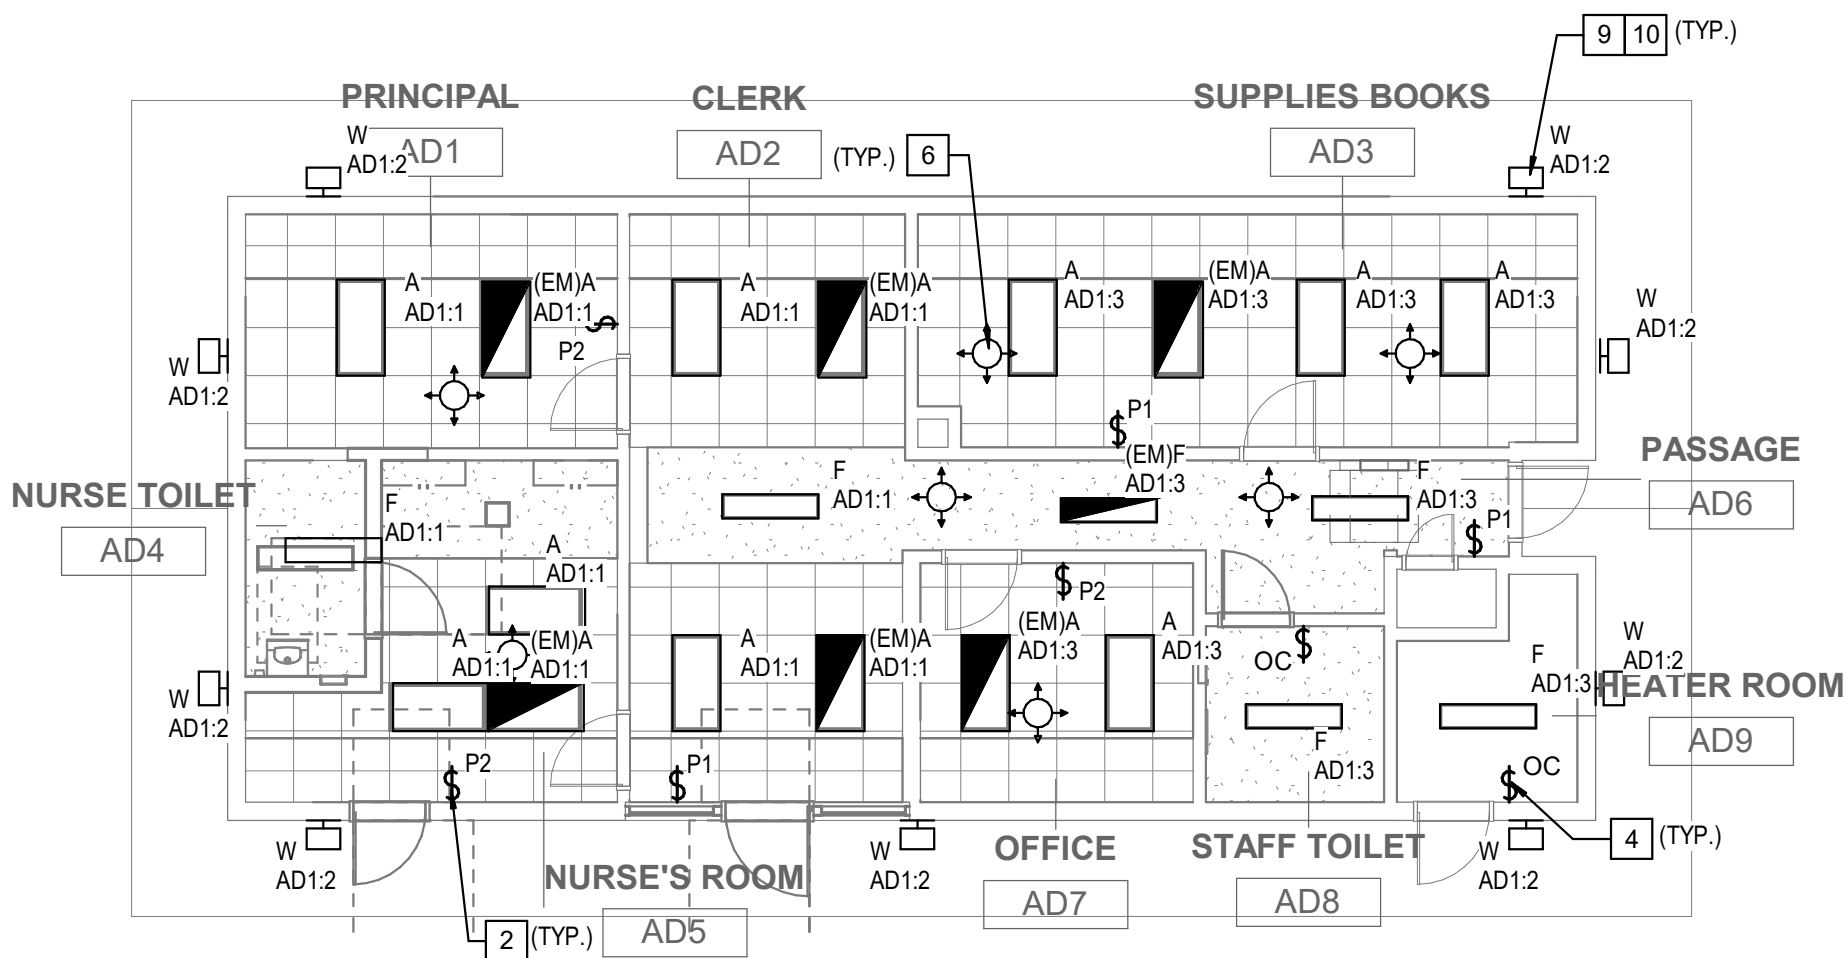 9 10 (TYP.)
PRINCIPAL
CLERK
SUPPLIES BOOKS
W
AD1:2
AD1
AD2
(TYP.) 6
AD3
W
AD1:2
A
AD1:1
(EM)A
AD1:1
A
AD1:1
(EM)A
AD1:1
A
AD1:3
(EM)A
AD1:3
A
AD1:3
A
AD1:3
W
AD1:2
W
AD1:2
P2
P1
(EM)F
AD1:3
PASSAGE
AD6
NURSE TOILET
AD4
F
AD1:1
F
AD1:1
F
AD1:3
P1
A
AD1:1
P2
A
AD1:1
(EM)A
AD1:1
A
AD1:1
(EM)A
AD1:1
(EM)A
AD1:3
A
AD1:3
OC
F
AD1:3
W
AD1:2
HEATER ROOM
AD9
W
AD1:2
F
AD1:3
P2
P1
OC
W
AD1:2
W
AD1:2
W
AD1:2
4 (TYP.)
NURSE'S ROOM
AD5
OFFICE
AD7
STAFF TOILET
AD8
2 (TYP.)